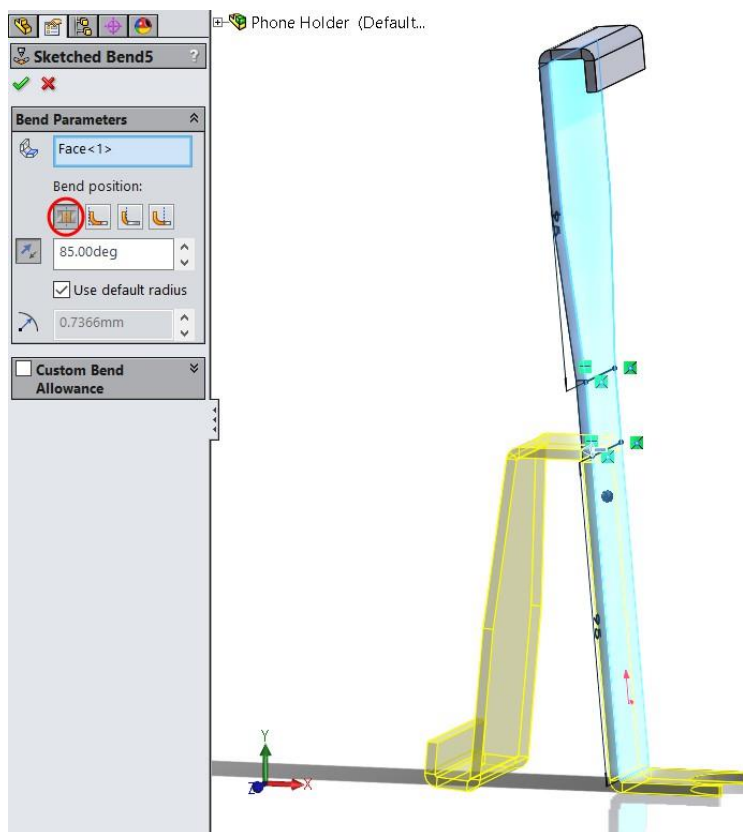 Phone Holder (Default...
Sketched Bend5 ?
Bend Parameters
Face<1>
Bend position:
85.00deg
Use default radius
0.7366mm
Custom Bend
Allowance
95
Y
Z X